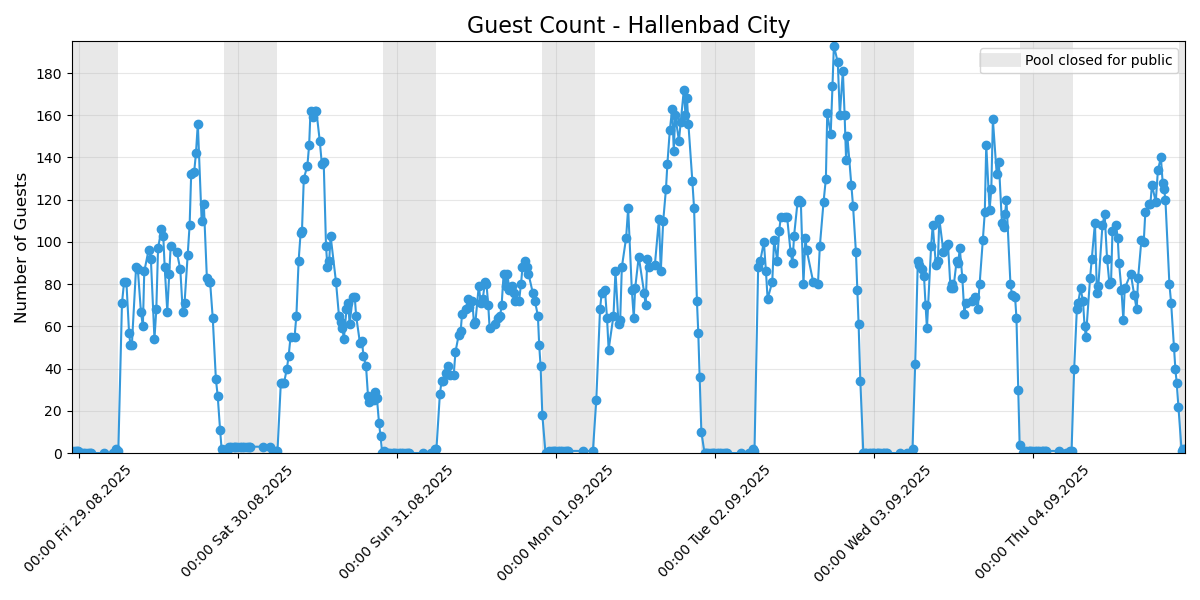 Guest Count - Hallenbad City
Pool closed for public
Number of Guests
180
160
140
120
100
80
60
40
20
0
00:00 Fri 29.08.2025
00:00 Sat 30.08.2025
00:00 Sun 31.08.2025
00:00 Mon 01.09.2025
00:00 Tue 02.09.2025
00:00 Wed 03.09.2025
00:00 Thu 04.09.2025